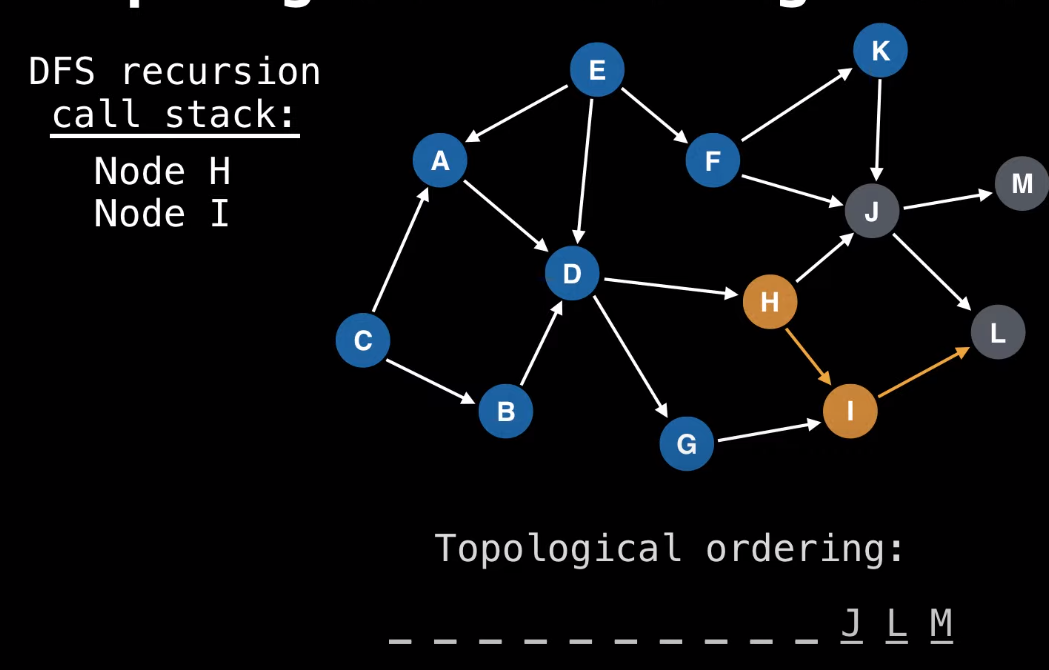 DFS recursion
call stack:
Node H
Node I
E
K
A
F
M
J
D
H
C
L
B
I
G
Topological ordering:
_ _ _ _ _ _ _ _ _ _ J L M